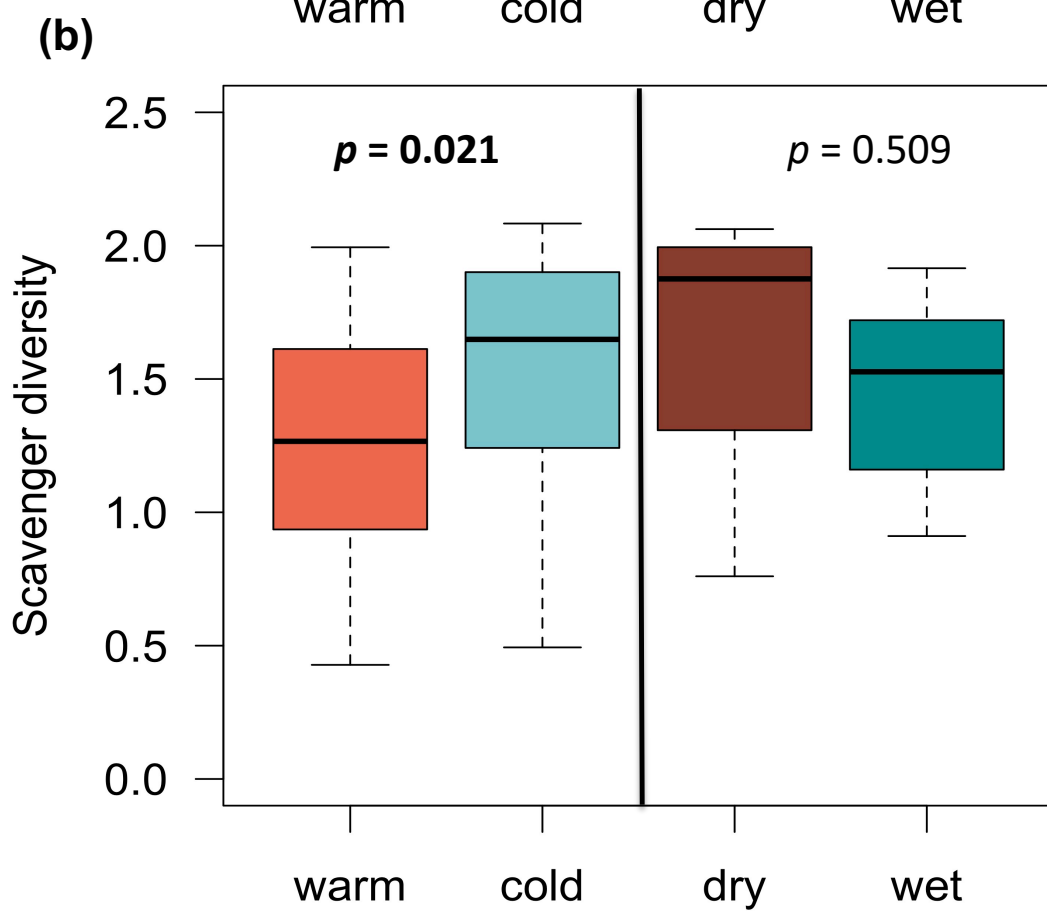 warm cold dry wet
(b)
2.5
p = 0.021 p = 0.509
2.0
1.5
1.0
0.5
0.0
Scavenger diversity
warm cold dry wet